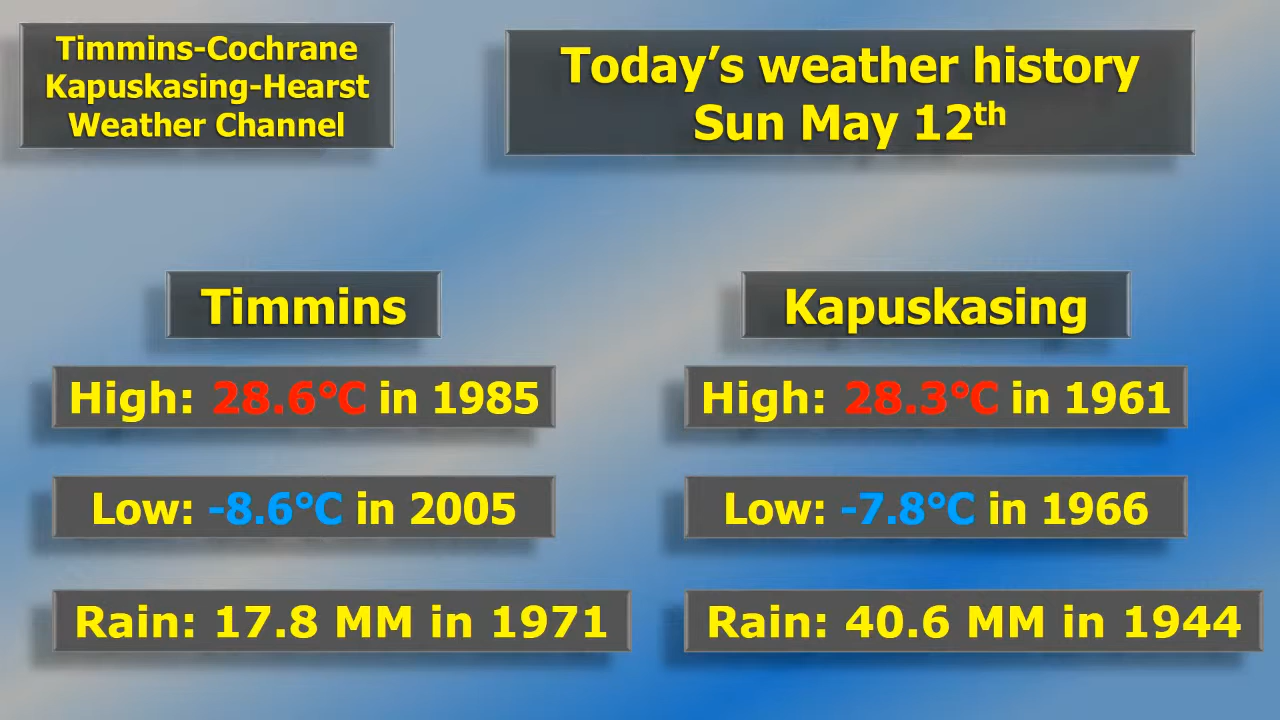 Timmins-Cochrane
Kapuskasing-Hearst
Weather Channel
Today’s weather history
Sun May 12th
Timmins
High: 28.6°C in 1985
Low: -8.6°C in 2005
Rain: 17.8 MM in 1971
Kapuskasing
High: 28.3°C in 1961
Low: -7.8°C in 1966
Rain: 40.6 MM in 1944